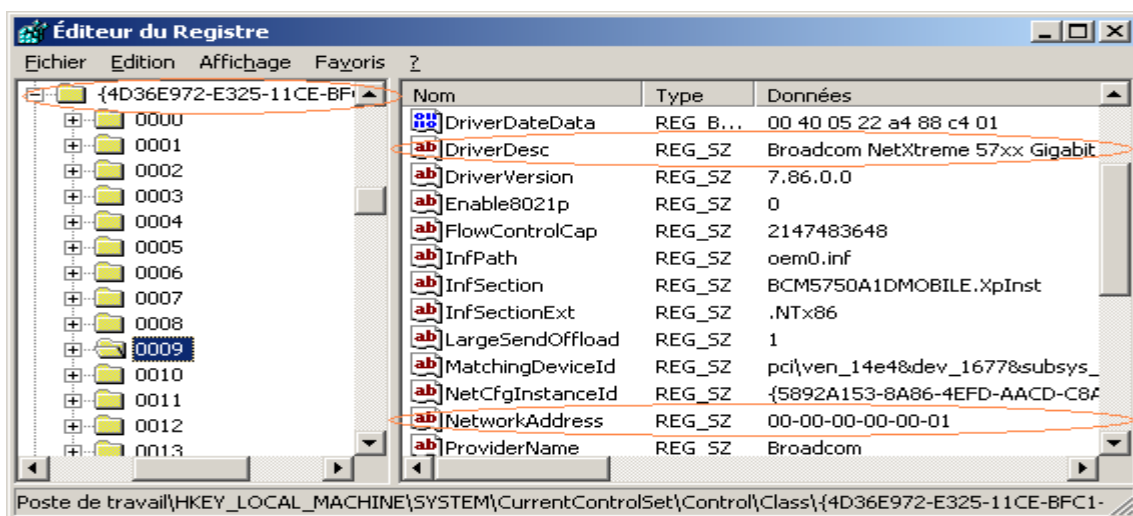 Éditeur du Registre
Fichier Edition Affichage Favoris ?
{4D36E972-E325-11CE-BF
0000
0001
0002
0003
0004
0005
0006
0007
0008
0009
0010
0011
0012
0013
Nom Type Données
DriverDateData REG_B... 00 40 05 22 a4 88 c4 01
DriverDesc REG_SZ Broadcom NetXtreme 57xx Gigabit
DriverVersion REG_SZ 7.86.0.0
Enable8021p REG_SZ 0
FlowControlCap REG_SZ 2147483648
InfPath REG_SZ oem0.inf
InfSection REG_SZ BCM5750A1DMOBILE.XpInst
InfSectionExt REG_SZ .NTx86
LargeSendOffload REG_SZ 1
MatchingDeviceId REG_SZ pci\ven_14e4&dev_1677&subsys_
NetCfgInstanceId REG_SZ {5892A153-8A86-4EFD-AACD-C8A
NetworkAddress REG_SZ 00-00-00-00-00-01
ProviderName REG_SZ Broadcom
Poste de travail\HKEY_LOCAL_MACHINE\SYSTEM\CurrentControlSet\Control\Class\{4D36E972-E325-11CE-BFC1-